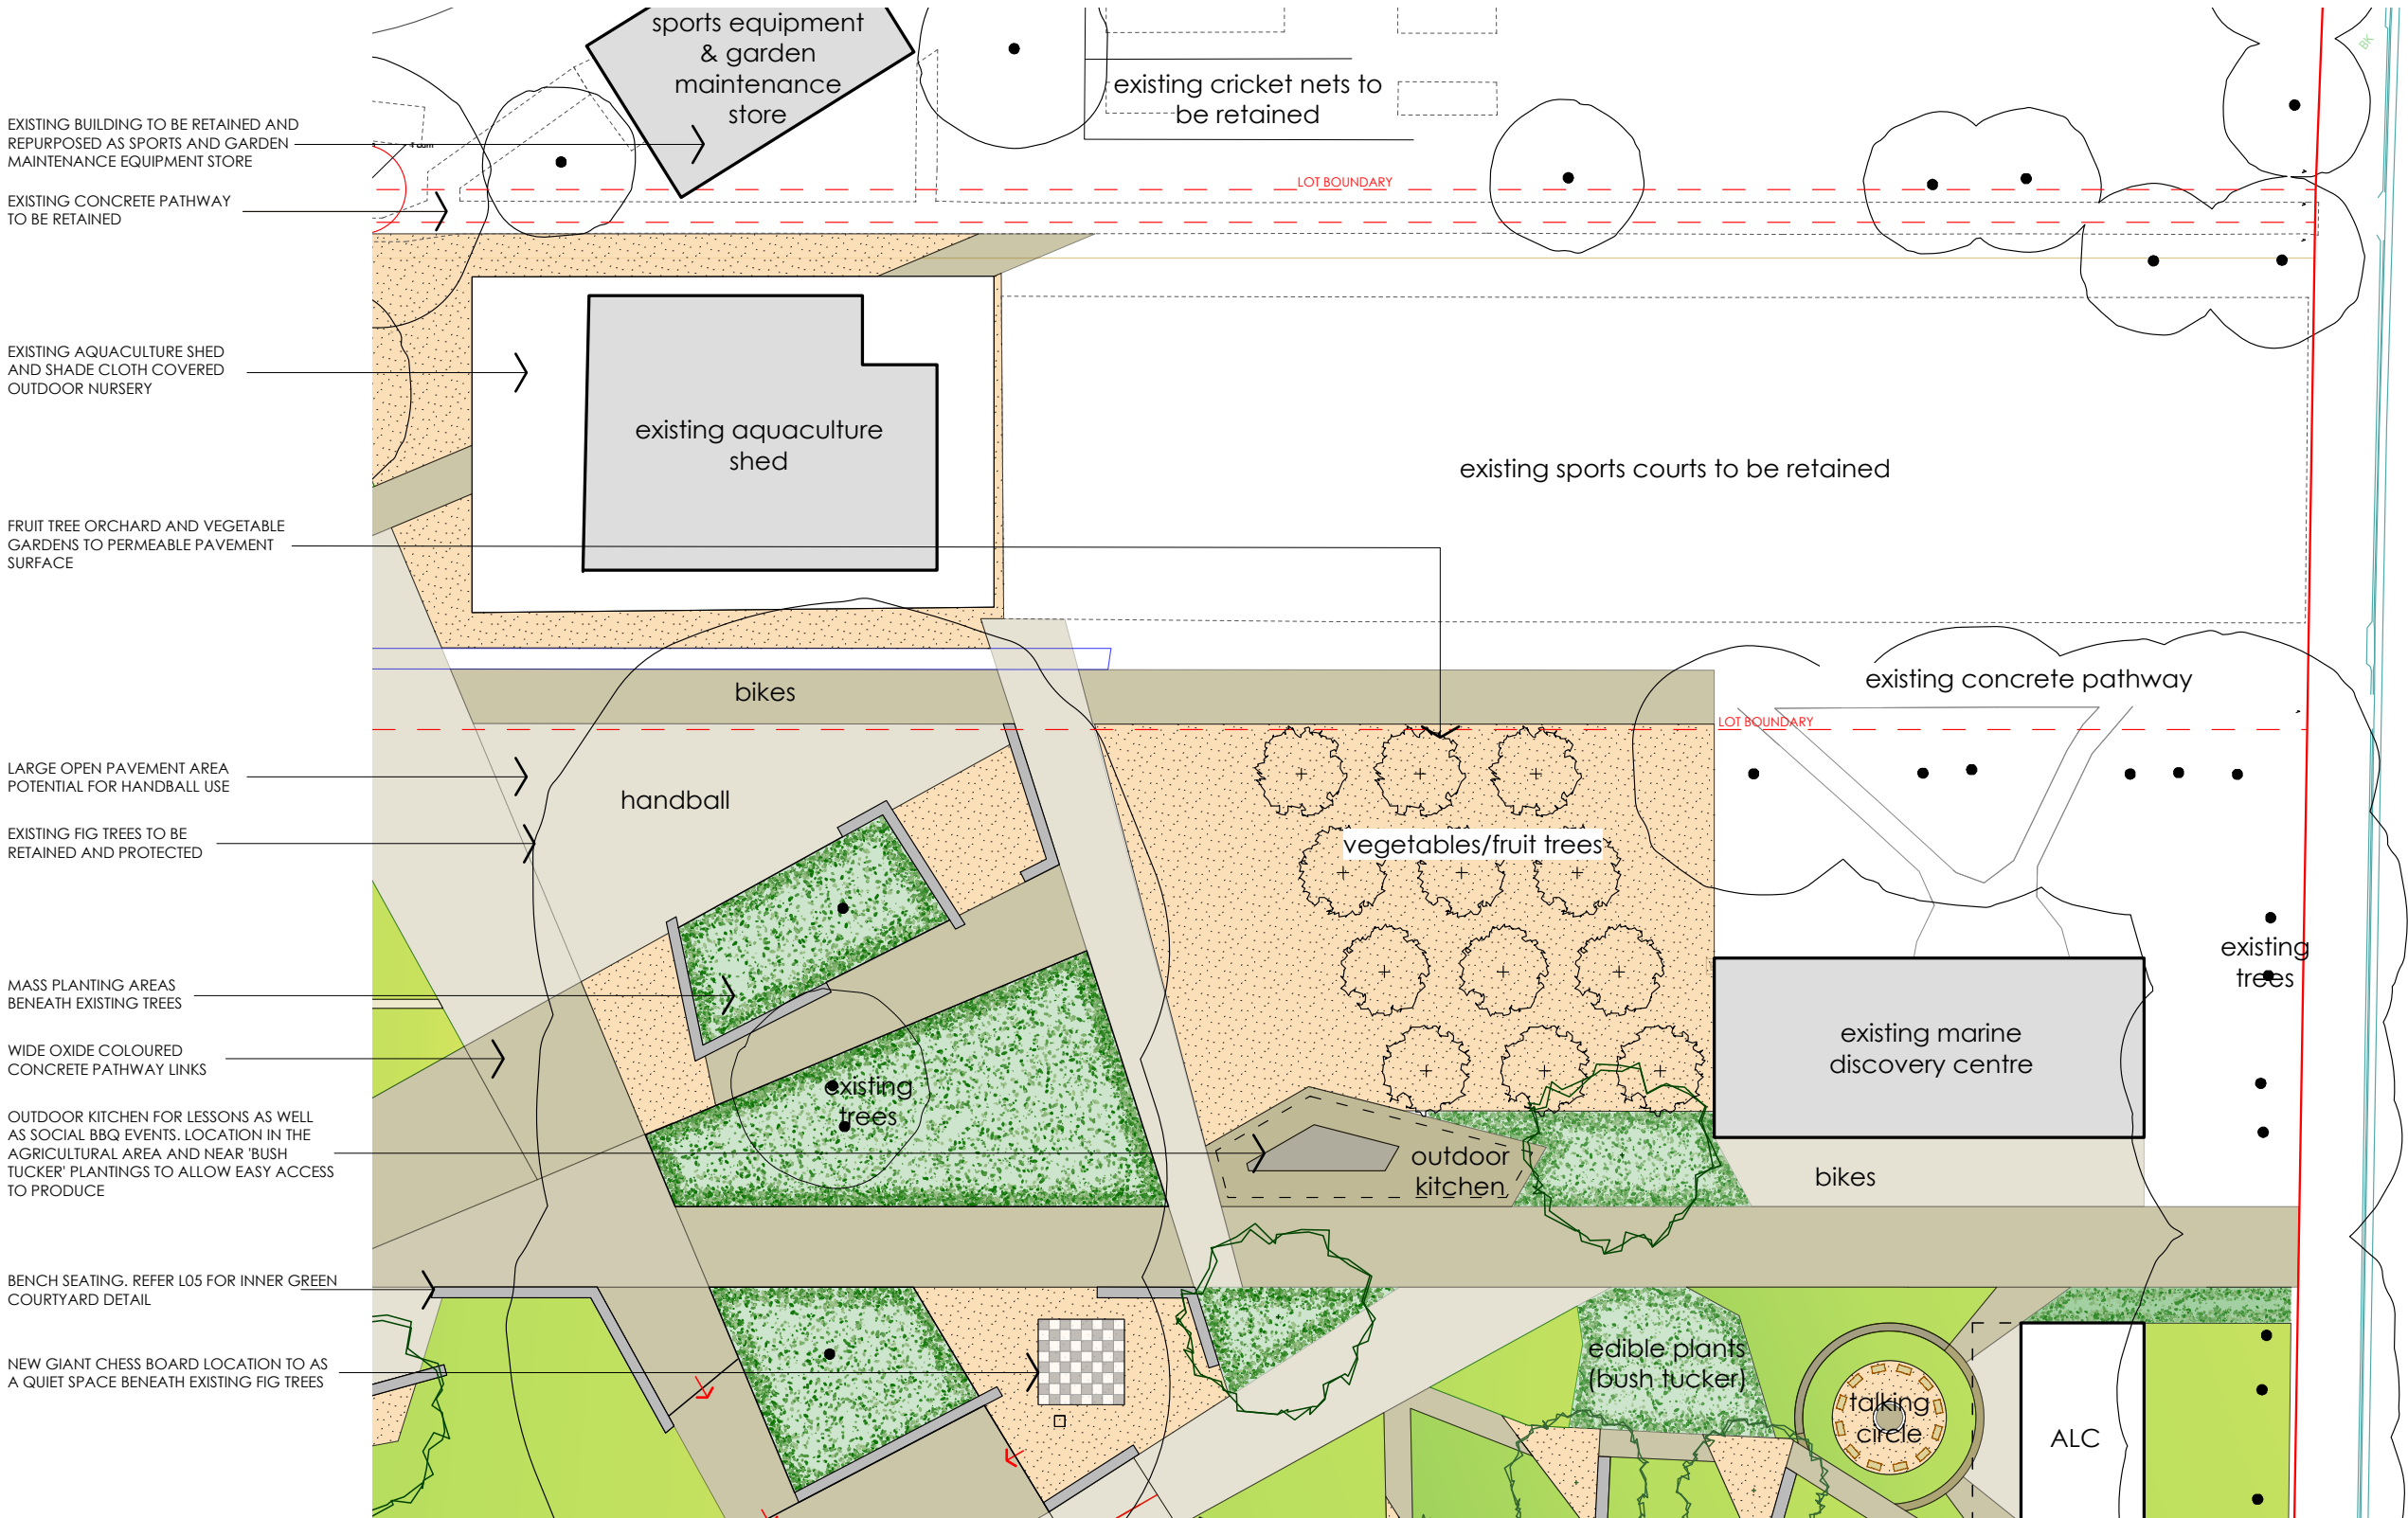 sports equipment
& garden
maintenance
store
existing cricket nets to
be retained
BK
EXISTING BUILDING TO BE RETAINED AND
REPURPOSED AS SPORTS AND GARDEN
MAINTENANCE EQUIPMENT STORE
LOT BOUNDARY
EXISTING CONCRETE PATHWAY
TO BE RETAINED
EXISTING AQUACULTURE SHED
AND SHADE CLOTH COVERED
OUTDOOR NURSERY
existing aquaculture
shed
existing sports courts to be retained
FRUIT TREE ORCHARD AND VEGETABLE
GARDENS TO PERMEABLE PAVEMENT
SURFACE
bikes
existing concrete pathway
LOT BOUNDARY
LARGE OPEN PAVEMENT AREA
POTENTIAL FOR HANDBALL USE
handball
EXISTING FIG TREES TO BE
RETAINED AND PROTECTED
vegetables/fruit trees
existing
trees
MASS PLANTING AREAS
BENEATH EXISTING TREES
existing marine
discovery centre
WIDE OXIDE COLOURED
CONCRETE PATHWAY LINKS
existing
trees
OUTDOOR KITCHEN FOR LESSONS AS WELL
AS SOCIAL BBQ EVENTS. LOCATION IN THE
AGRICULTURAL AREA AND NEAR 'BUSH
TUCKER' PLANTINGS TO ALLOW EASY ACCESS
TO PRODUCE
outdoor
kitchen
bikes
BENCH SEATING. REFER L05 FOR INNER GREEN
COURTYARD DETAIL
edible plants
(bush tucker)
NEW GIANT CHESS BOARD LOCATION TO AS
A QUIET SPACE BENEATH EXISTING FIG TREES
talking
circle
ALC